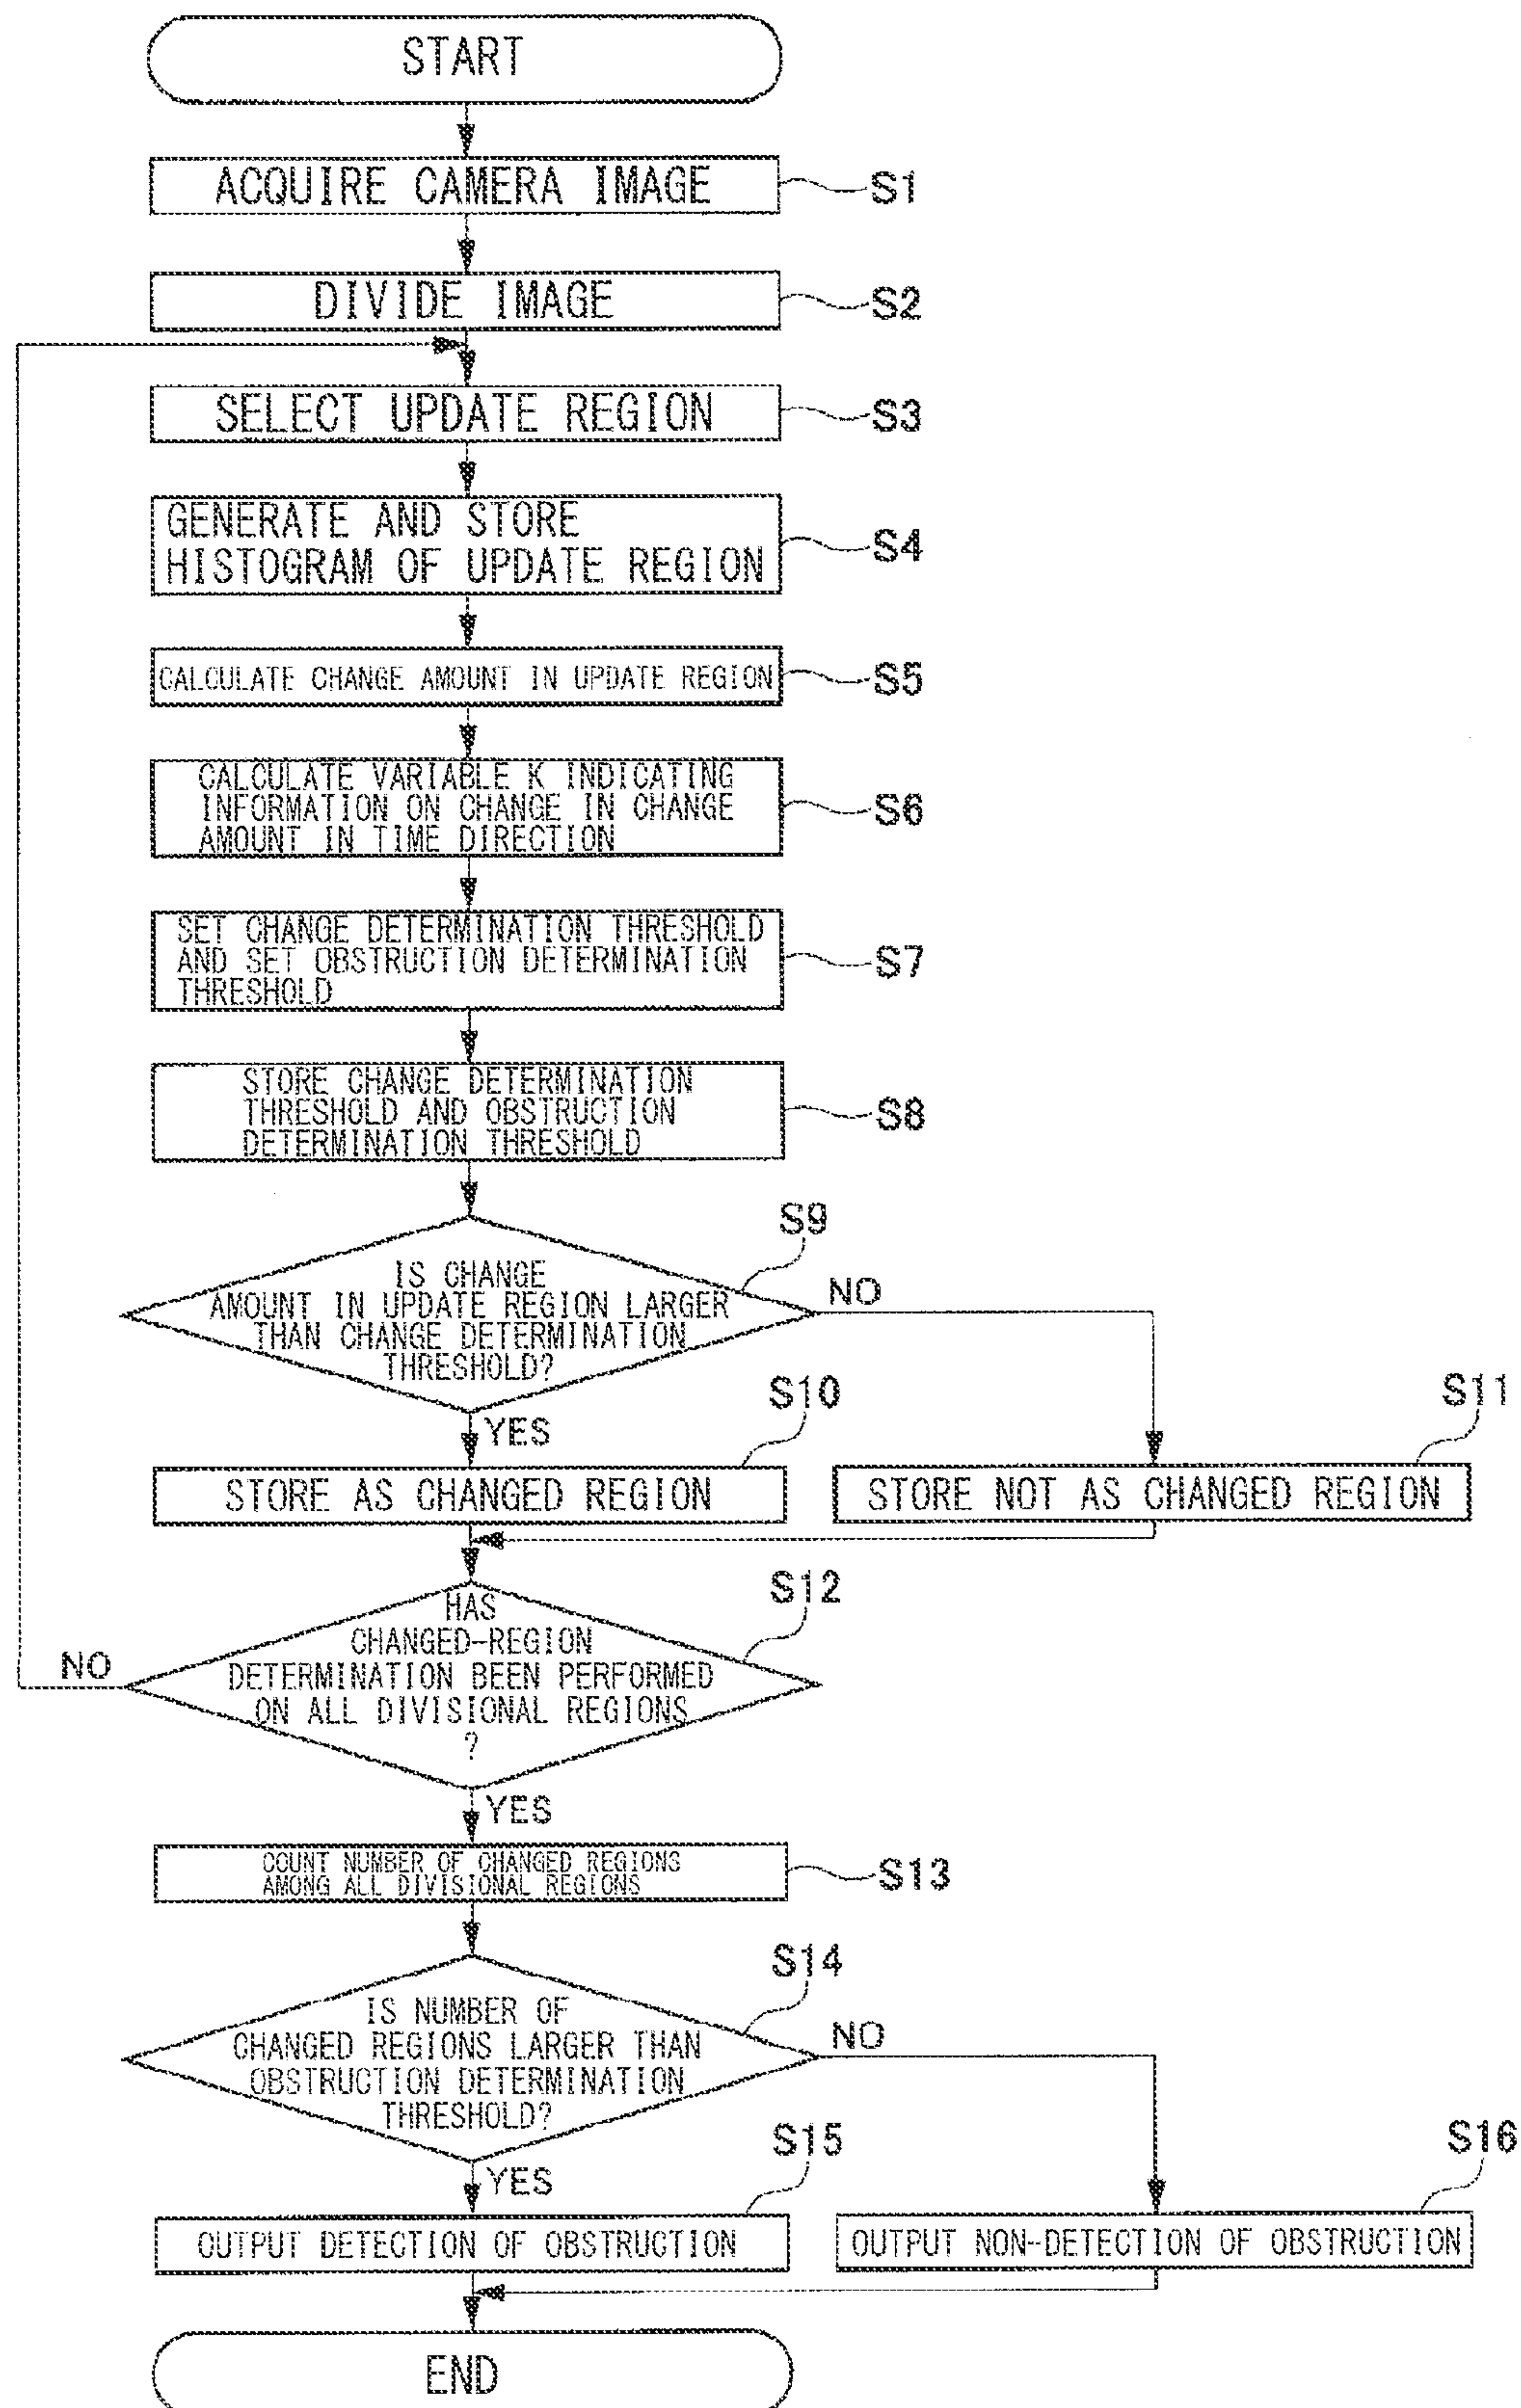 START
ACQUIRE CAMERA IMAGE
S1
DIVIDE IMAGE
S2
SELECT UPDATE REGION
S3
GENERATE AND STORE
HISTOGRAM OF UPDATE REGION
S4
CALCULATE CHANGE AMOUNT IN UPDATE REGION
S5
CALCULATE VARIABLE K INDICATING
INFORMATION ON CHANGE IN CHANGE
AMOUNT IN TIME DIRECTION
S6
SET CHANGE DETERMINATION THRESHOLD
AND SET OBSTRUCTION DETERMINATION
THRESHOLD
S7
STORE CHANGE DETERMINATION
THRESHOLD AND OBSTRUCTION
DETERMINATION THRESHOLD
S8
S9
IS CHANGE
AMOUNT IN UPDATE REGION LARGER
THAN CHANGE DETERMINATION
THRESHOLD?
NO
YES
S10
S11
STORE AS CHANGED REGION
STORE NOT AS CHANGED REGION
S12
HAS
CHANGED-REGION
DETERMINATION BEEN PERFORMED
ON ALL DIVISIONAL REGIONS
?
NO
YES
COUNT NUMBER OF CHANGED REGIONS
AMONG ALL DIVISIONAL REGIONS
S13
S14
IS NUMBER OF
CHANGED REGIONS LARGER THAN
OBSTRUCTION DETERMINATION
THRESHOLD?
NO
YES
S15
S16
OUTPUT DETECTION OF OBSTRUCTION
OUTPUT NON-DETECTION OF OBSTRUCTION
END